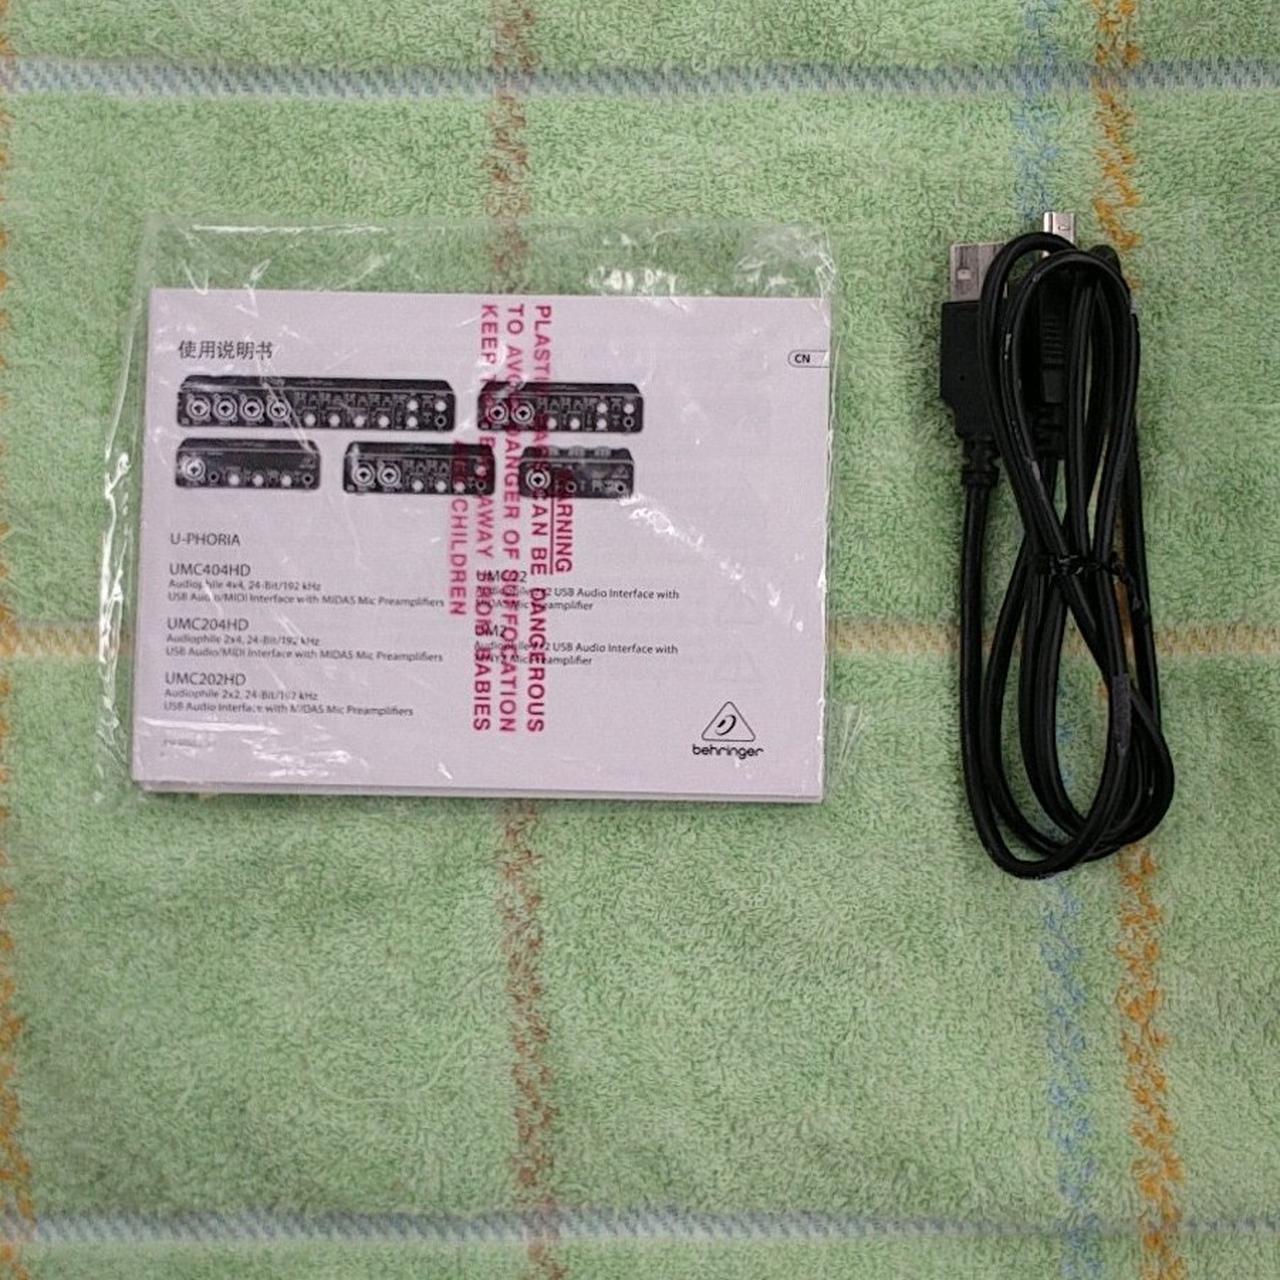 使用说明书
CN
U-PHORIA
UMC404HD
Audiophile 4x4, 24-Bit/192 kHz
USB Audio/MIDI Interface with MIDAS Mic Preamplifiers
UMC204HD
Audiophile 2x4, 24-Bit/192 kHz
USB Audio/MIDI Interface with MIDAS Mic Preamplifiers
UMC202HD
Audiophile 2x2, 24-Bit/192 kHz
USB Audio Interface with MIDAS Mic Preamplifiers
USB Audio Interface with
Mic Preamplifier
USB Audio Interface with
Mic Preamplifier
behringer
WARNING
PLASTIC BAGS CAN BE DANGEROUS
TO AVOID DANGER OF SUFFOCATION
KEEP AWAY FROM BABIES
CHILDREN